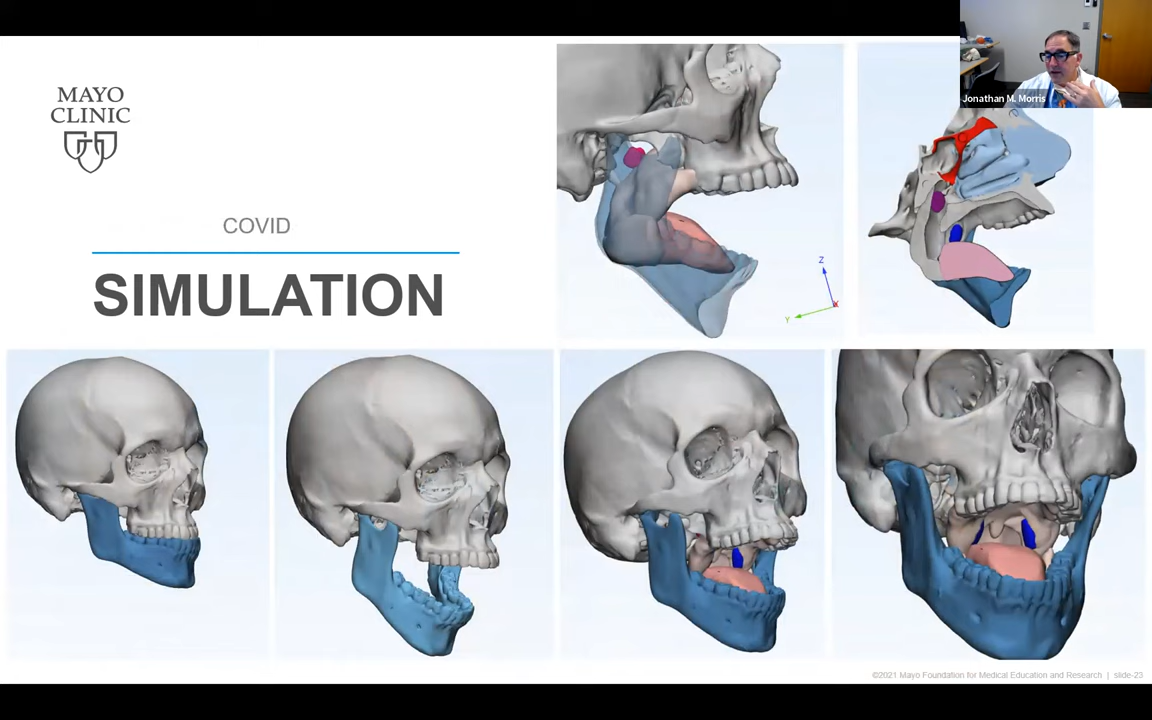 MAYO
CLINIC
COVID
SIMULATION
Jonathan M. Morris
Z
Y
X
©2021 Mayo Foundation for Medical Education and Research | slide-23